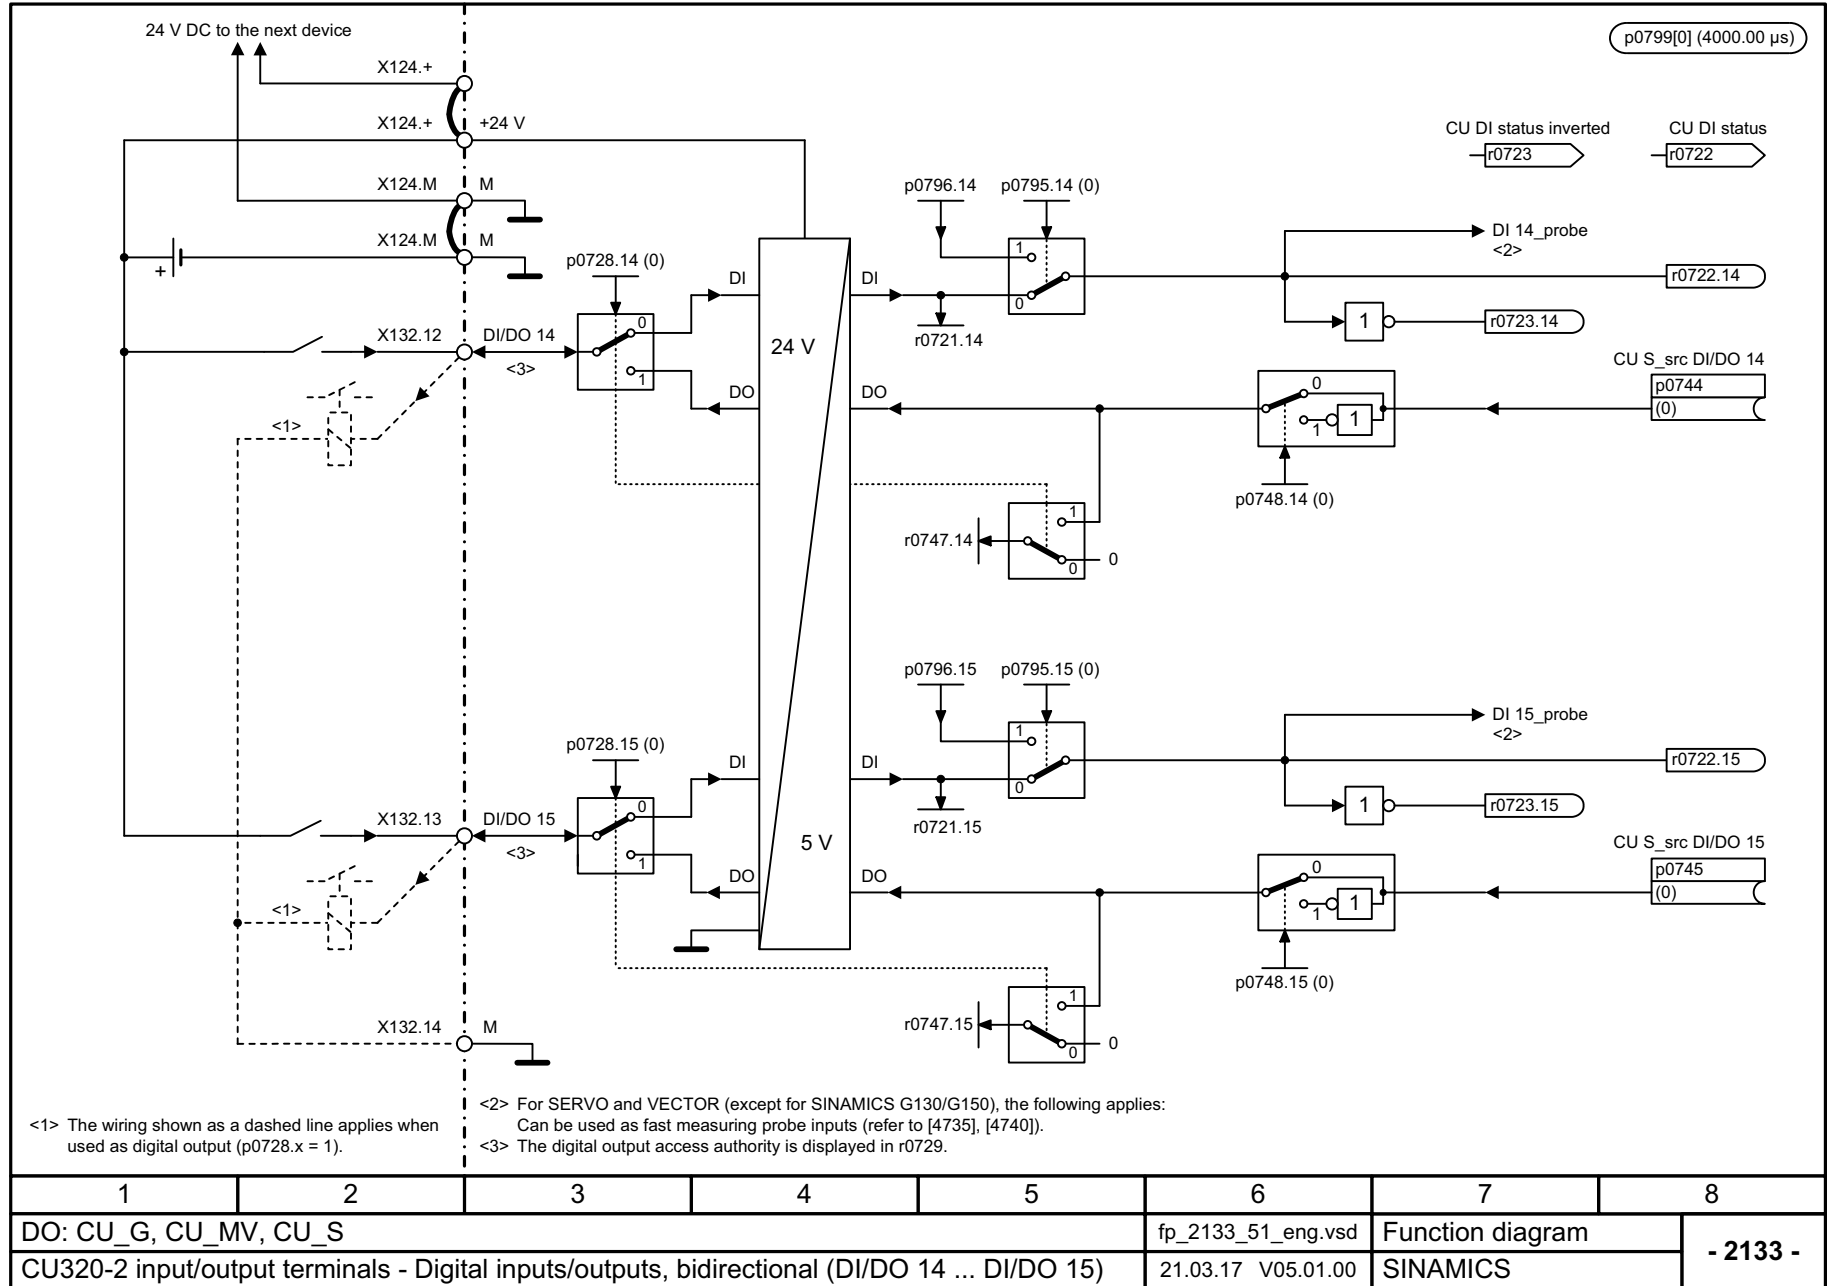 24 V DC to the next device
p0799[0] (4000.00 µs)
X124.+
X124.+ +24 V
CU DI status inverted
r0723
CU DI status
r0722
X124.M M
X124.M M
+
p0796.14 p0795.14 (0)
1
0
DI 14_probe
<2>
r0722.14
r0721.14
1
r0723.14
p0728.14 (0)
DI DI
0
1
X132.12 DI/DO 14
<3>
24 V
DO DO
CU S_src DI/DO 14
p0744
(0)
0
1
1
p0748.14 (0)
<1>
r0747.14
1
0
0
p0796.15 p0795.15 (0)
1
0
DI 15_probe
<2>
r0722.15
r0721.15
1
r0723.15
p0728.15 (0)
DI DI
0
1
X132.13 DI/DO 15
<3>
5 V
DO DO
CU S_src DI/DO 15
p0745
(0)
0
1
1
p0748.15 (0)
<1>
r0747.15
1
0
0
X132.14 M
<1> The wiring shown as a dashed line applies when
used as digital output (p0728.x = 1).
<2> For SERVO and VECTOR (except for SINAMICS G130/G150), the following applies:
Can be used as fast measuring probe inputs (refer to [4735], [4740]).
<3> The digital output access authority is displayed in r0729.
1 2 3 4 5 6 7 8
DO: CU_G, CU_MV, CU_S
fp_2133_51_eng.vsd
Function diagram
- 2133 -
CU320-2 input/output terminals - Digital inputs/outputs, bidirectional (DI/DO 14 ... DI/DO 15)
21.03.17 V05.01.00
SINAMICS